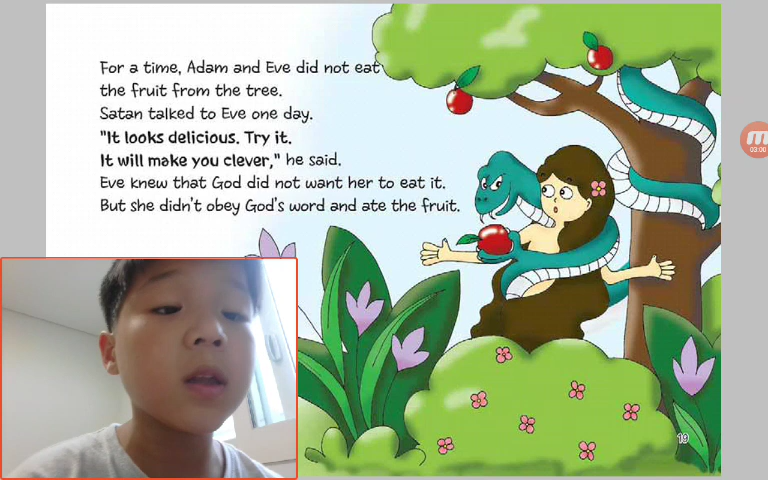 For a time, Adam and Eve did not eat
the fruit from the tree.
Satan talked to Eve one day.
"It looks delicious. Try it.
It will make you clever," he said.
Eve knew that God did not want her to eat it.
But she didn't obey God's word and ate the fruit.
03:00
19